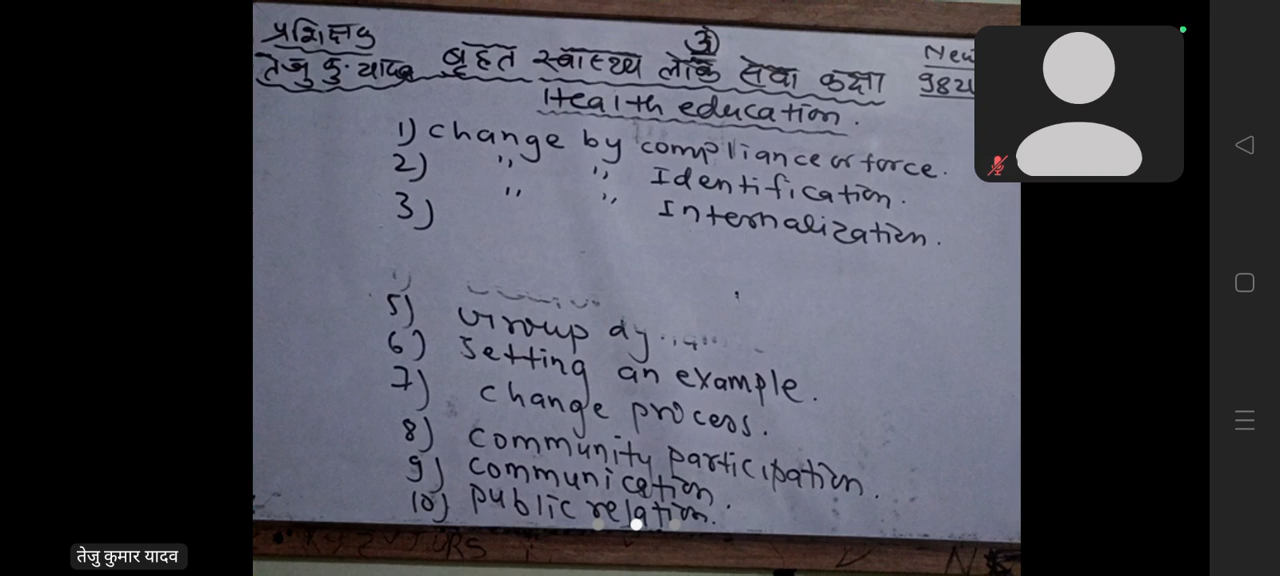 प्रशिक्षक
तेजु कु. यादव
ॐ
बृहत स्वास्थ्य लोक सेवा कक्षा
Health education.
1) change by compliance or force.
2) ,, ,, Identification.
3) ,, ,, Internalization.
5) Group
6) Setting an example.
7) change process.
8) community participation.
9) communication.
10) public relation.
तेजु कुमार यादव